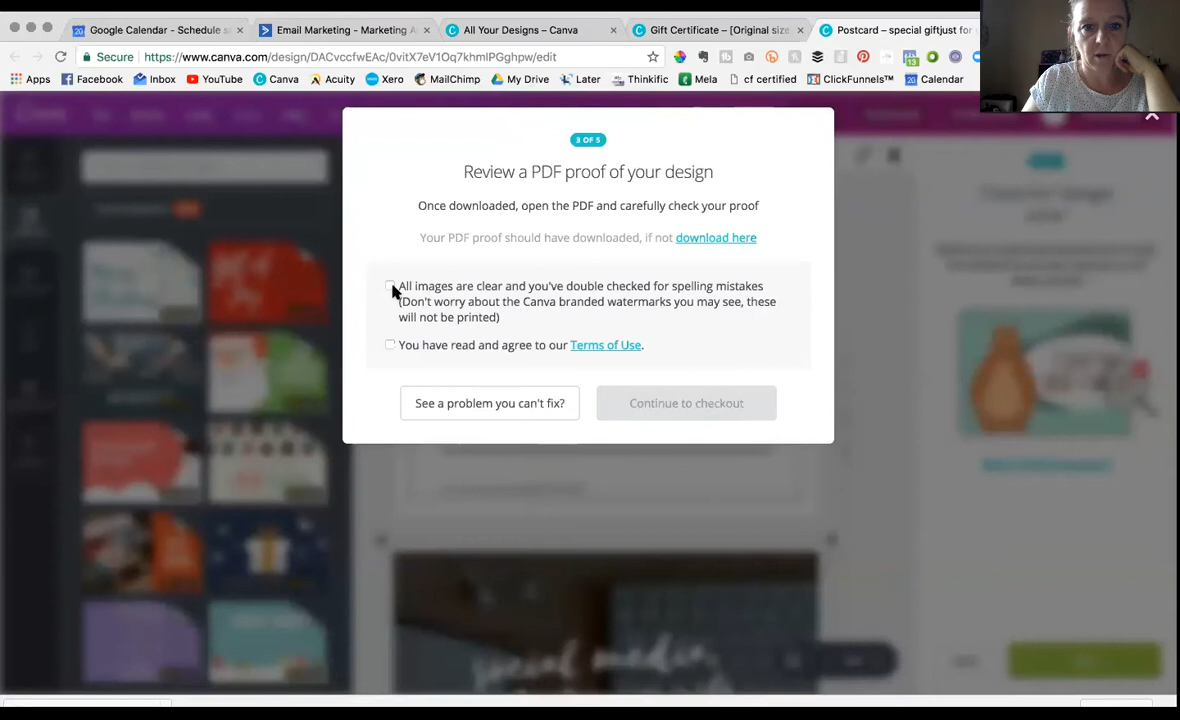 Google Calendar – Schedule s
Email Marketing – Marketing A
All Your Designs – Canva
Gift Certificate – [Original size
Postcard – special giftjust for
Secure https://www.canva.com/design/DACvccfwEAc/0vitX7eV1Oq7khmlPGghpw/edit
13
Apps Facebook Inbox YouTube Canva Acuity Xero MailChimp My Drive Later Thinkific Mela cf certified ClickFunnels™ Calendar
3 OF 5
Review a PDF proof of your design
Once downloaded, open the PDF and carefully check your proof
Your PDF proof should have downloaded, if not download here
All images are clear and you've double checked for spelling mistakes
(Don't worry about the Canva branded watermarks you may see, these
will not be printed)
You have read and agree to our Terms of Use.
See a problem you can't fix?
Continue to checkout
social media